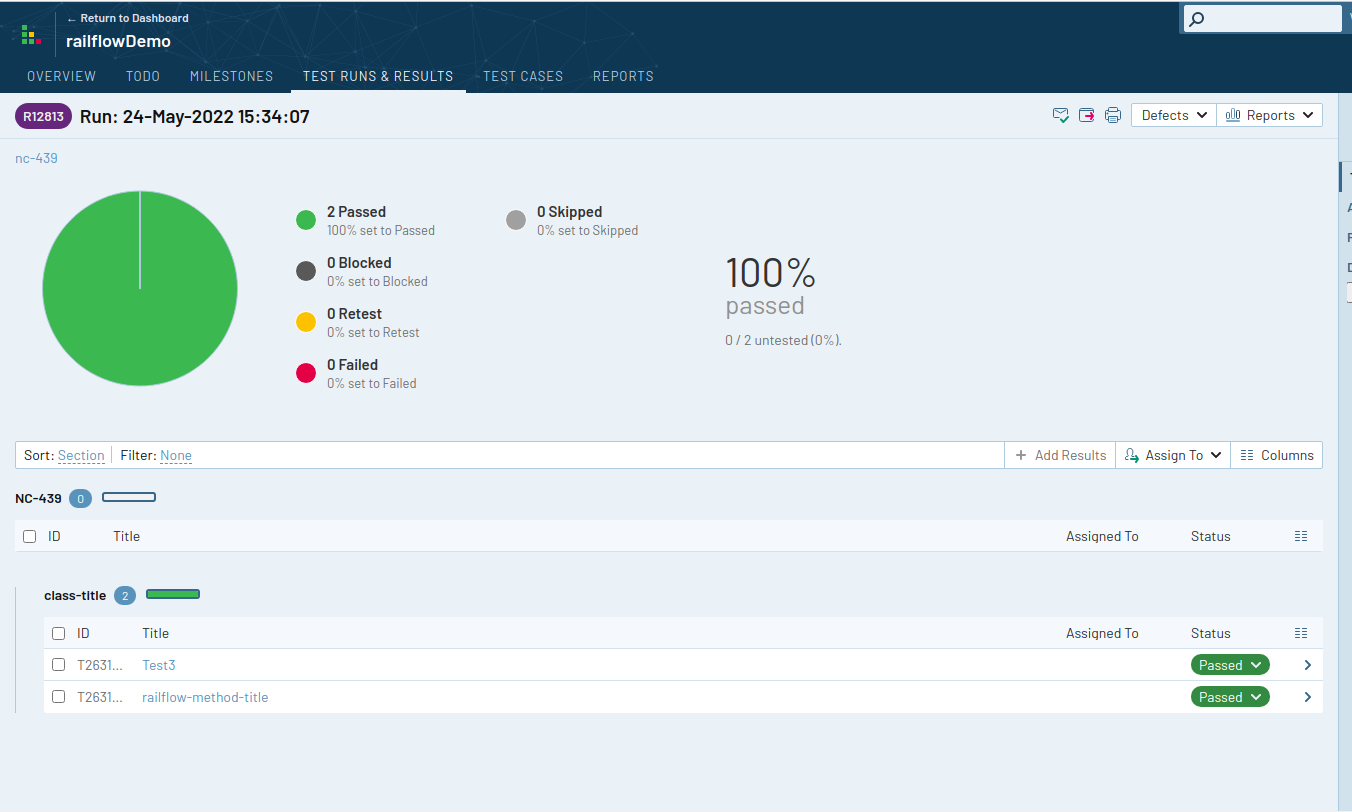 ← Return to Dashboard
railflowDemo
OVERVIEW TODO MILESTONES TEST RUNS & RESULTS TEST CASES REPORTS
R12813 Run: 24-May-2022 15:34:07
Defects Reports
nc-439
2 Passed
100% set to Passed
0 Blocked
0% set to Blocked
0 Retest
0% set to Retest
0 Failed
0% set to Failed
0 Skipped
0% set to Skipped
100%
passed
0 / 2 untested (0%).
Sort: Section Filter: None + Add Results Assign To Columns
NC-439 0
ID Title Assigned To Status
class-title 2
ID Title Assigned To Status
T2631... Test3 Passed
T2631... railflow-method-title Passed